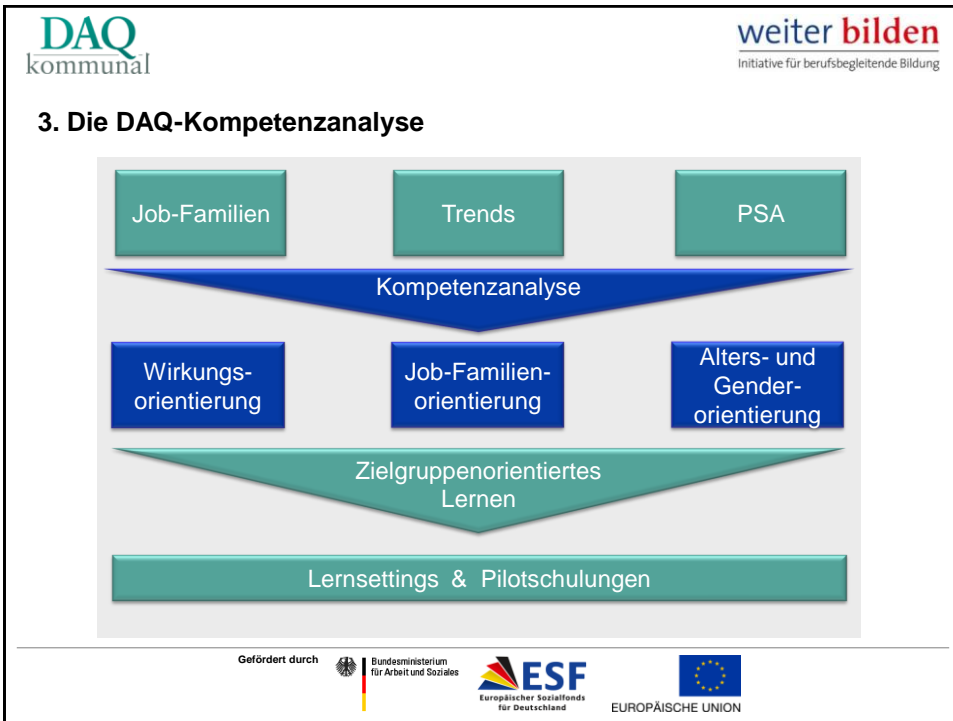 DAQ
kommunal
weiter bilden
Initiative für berufsbegleitende Bildung
3. Die DAQ-Kompetenzanalyse
Job-Familien
Trends
PSA
Kompetenzanalyse
Wirkungs-
orientierung
Job-Familien-
orientierung
Alters- und
Gender-
orientierung
Zielgruppenorientiertes
Lernen
Lernsettings & Pilotschulungen
Gefördert durch
Bundesministerium
für Arbeit und Soziales
ESF
Europäischer Sozialfonds
für Deutschland
EUROPÄISCHE UNION